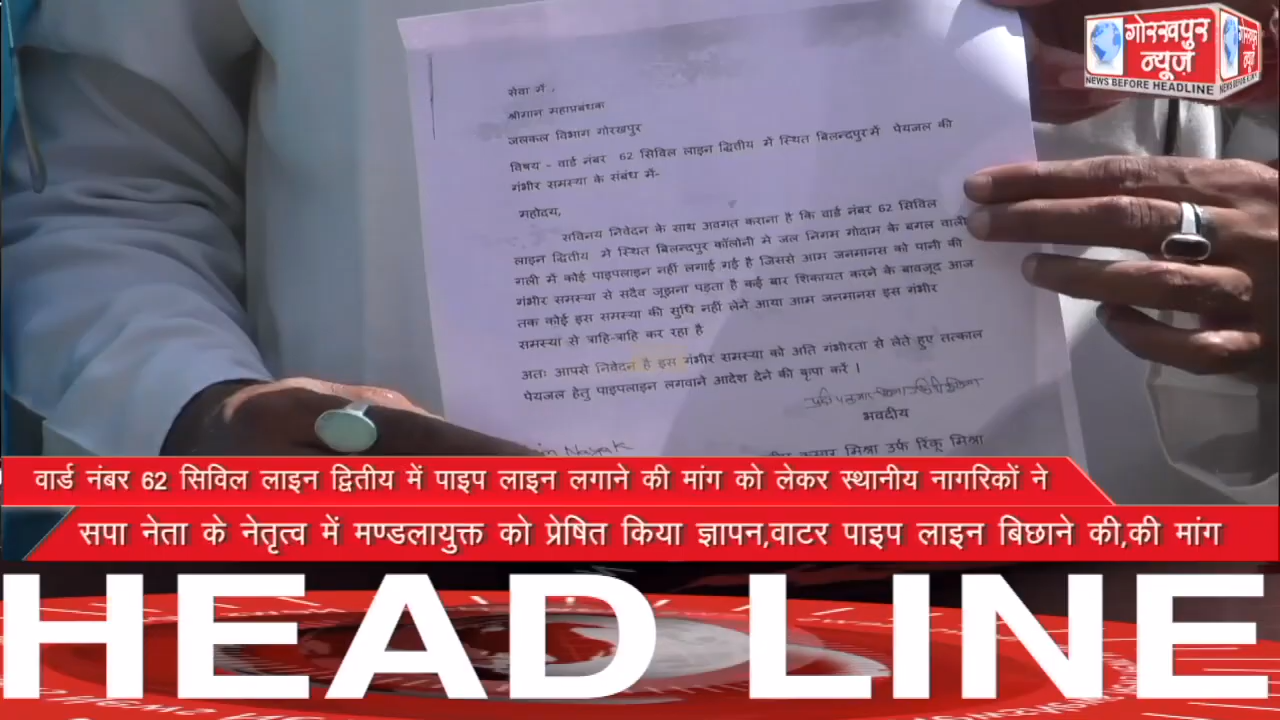 गोरखपुर
न्यूज़
NEWS BEFORE HEADLINE
सेवा में ,
श्रीमान महाप्रबंधक
जलकल विभाग गोरखपुर
विषय - वार्ड नंबर 62 सिविल लाइन द्वितीय में स्थित बिलन्दपुर में पेयजल की
गंभीर समस्या के संबंध में-
महोदय,
सविनय निवेदन के साथ अवगत कराना है कि वार्ड नंबर 62 सिविल
लाइन द्वितीय में स्थित बिलन्दपुर कॉलोनी मे जल निगम गोदाम के बगल वाली
गली में कोई पाइपलाइन नहीं लगाई गई है जिससे आम जनमानस को पानी की
गंभीर समस्या से सदैव जूझना पड़ता है कई बार शिकायत करने के बावजूद आज
तक कोई इस समस्या की सुधि नहीं लेने आया आम जनमानस इस गंभीर
समस्या से त्राहि-त्राहि कर रहा है
अतः आपसे निवेदन है इस गंभीर समस्या को अति गंभीरता से लेते हुए तत्काल
पेयजल हेतु पाइपलाइन लगवाने आदेश देने की कृपा करें ।
भवदीय
कुमार मिश्रा उर्फ रिंकू मिश्रा
वार्ड नंबर 62 सिविल लाइन द्वितीय में पाइप लाइन लगाने की मांग को लेकर स्थानीय नागरिकों ने
सपा नेता के नेतृत्व में मण्डलायुक्त को प्रेषित किया ज्ञापन,वाटर पाइप लाइन बिछाने की,की मांग
HEAD LINE